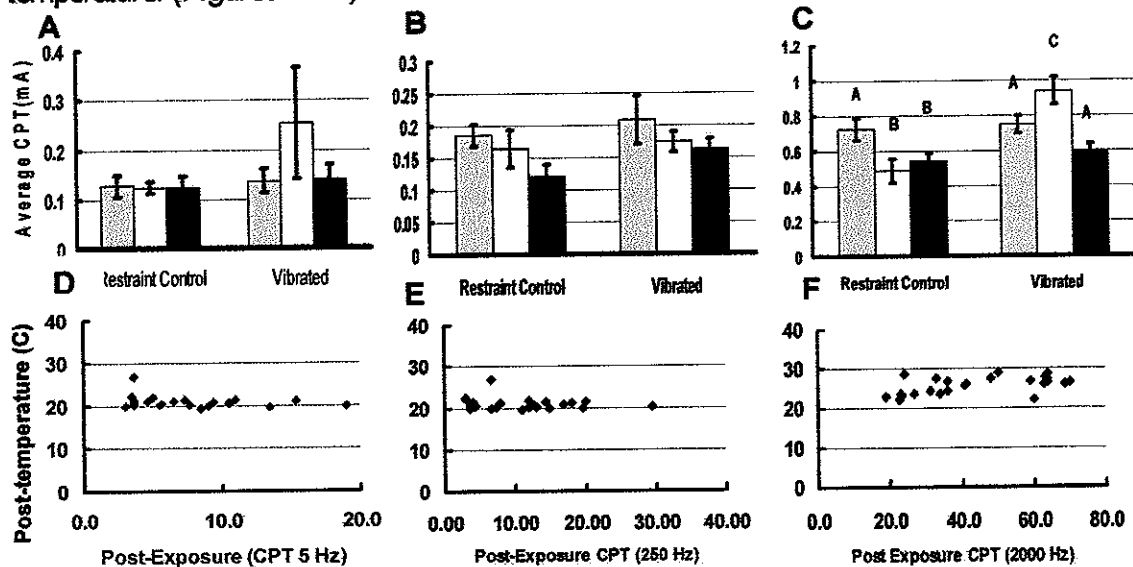 temperature. (Figure
A
Average CPT(mA)
0.4
0.3
0.2
0.1
0
Restraint Control Vibrated
B
0.3
0.25
0.2
0.15
0.1
0.05
0
Restraint Control Vibrated
C
1.2
1
0.8
0.6
0.4
0.2
0
A B B A C A
Restraint Control Vibrated
D
Post-temperature (C)
40
30
20
10
0
0.0 10.0 20.0
Post-Exposure (CPT 5 Hz)
E
40
30
20
10
0
0.00 10.00 20.00 30.00 40.00
Post-Exposure CPT (250 Hz)
F
40
30
20
10
0
0.0 20.0 40.0 60.0 80.0
Post Exposure CPT (2000 Hz)